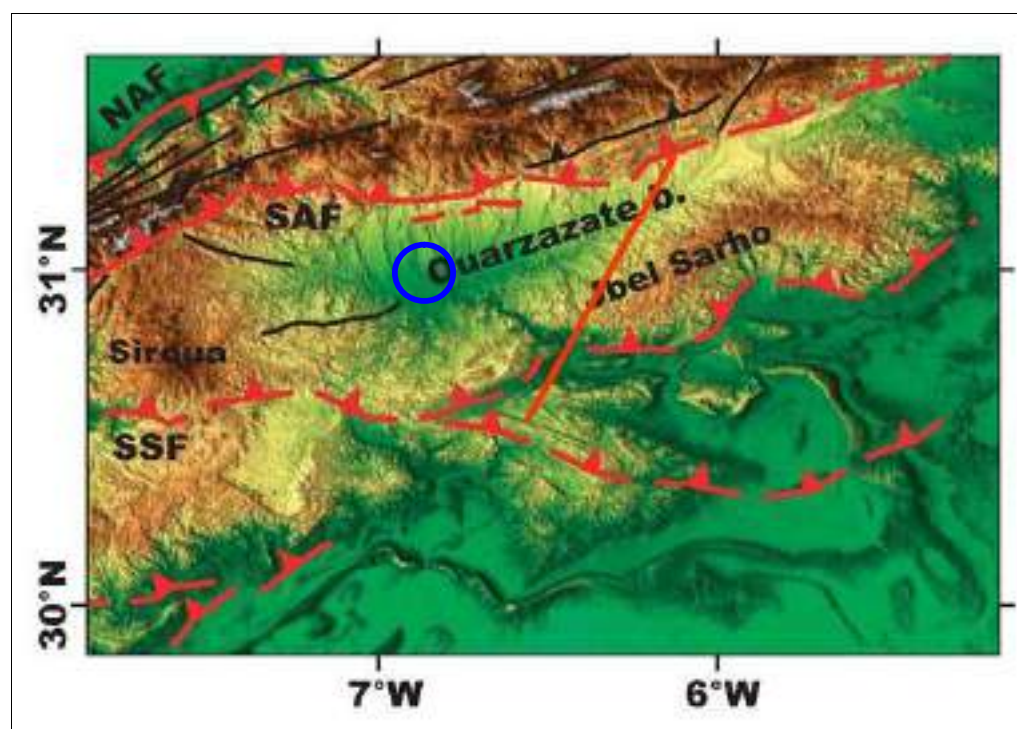 NAF
SAF
Ouarzazate b.
Jbel Sarho
31°N
Sirqua
SSF
30°N
7°W
6°W